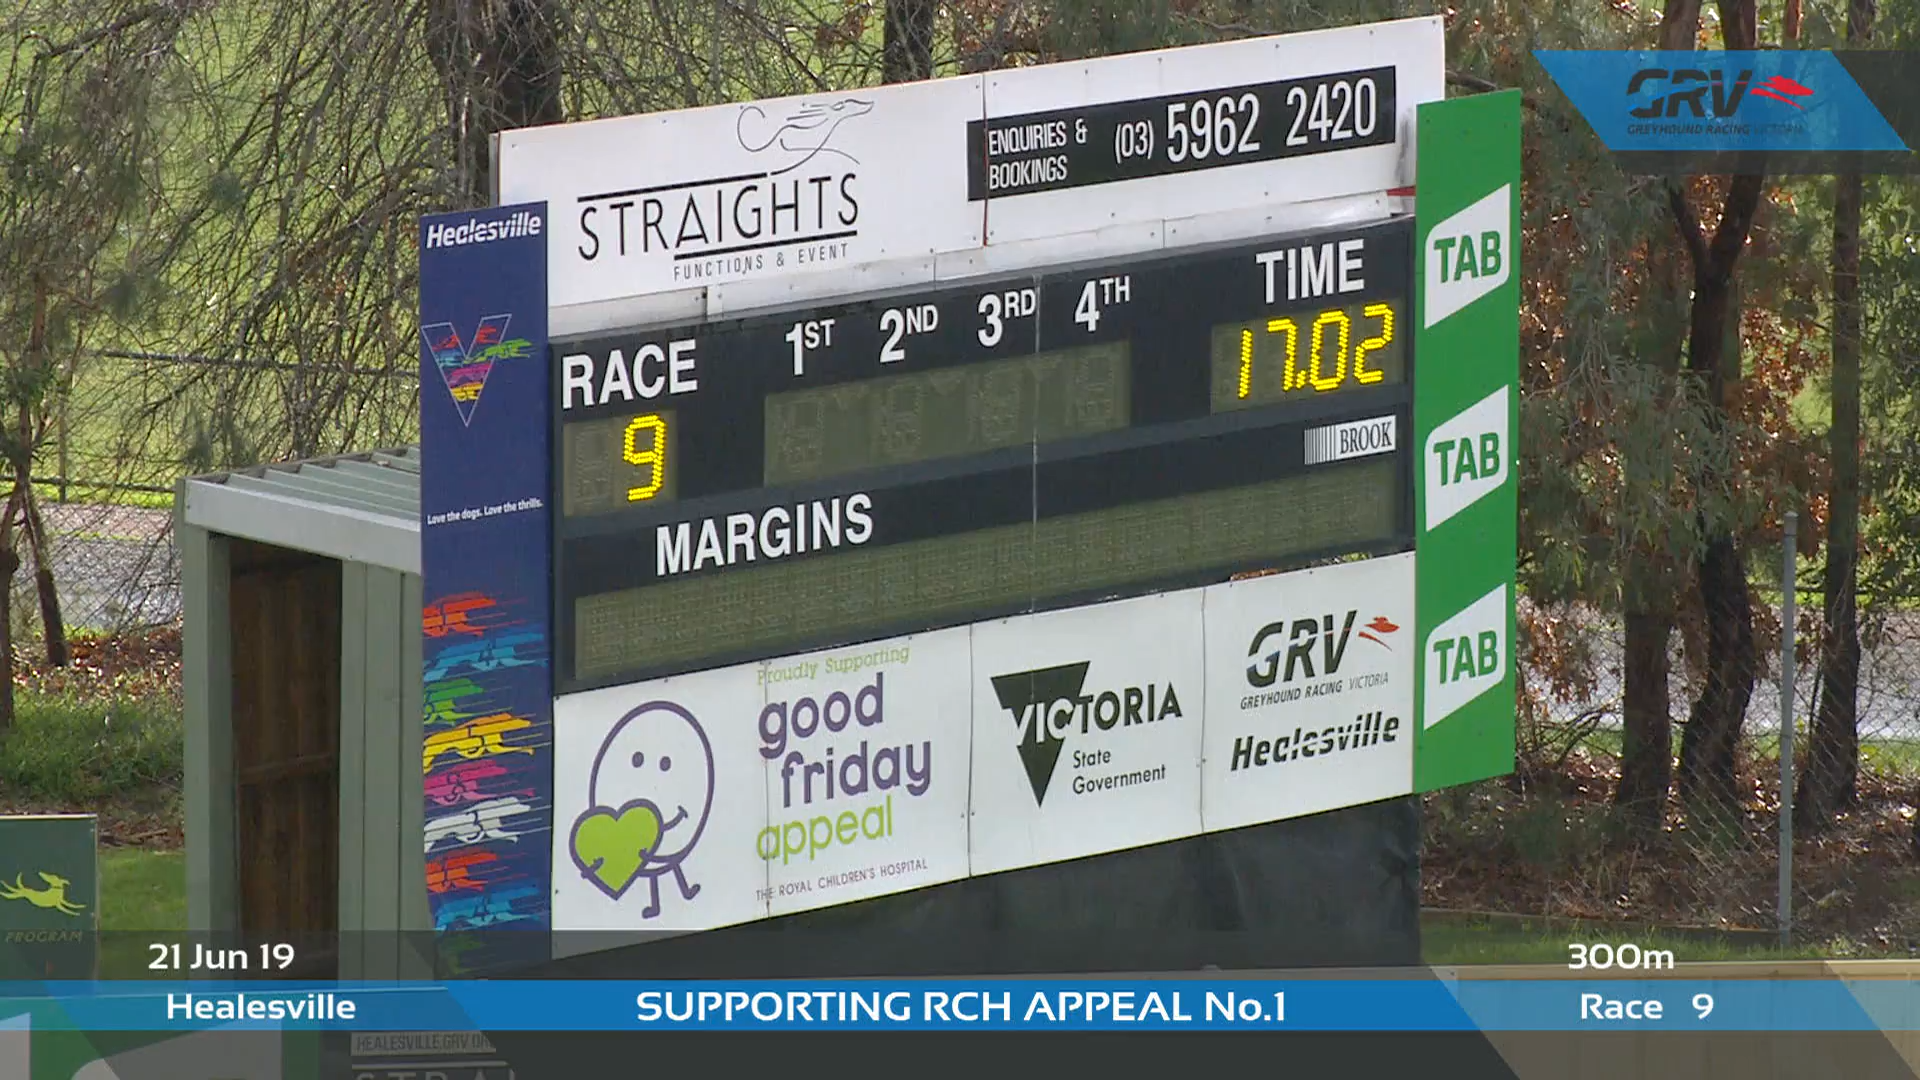 GRV
GREYHOUND RACING VICTORIA
ENQUIRIES &
BOOKINGS
(03) 5962 2420
STRAIGHTS
FUNCTIONS & EVENT
Healesville
Love the dogs. Love the thrills.
RACE
1ST
2ND
3RD
4TH
TIME
9
17.02
BROOK
MARGINS
TAB
TAB
TAB
Proudly Supporting
good
friday
appeal
THE ROYAL CHILDREN'S HOSPITAL
VICTORIA
State
Government
GRV
GREYHOUND RACING VICTORIA
Healesville
PROGRAM
21 Jun 19
300m
Healesville
SUPPORTING RCH APPEAL No.1
Race 9